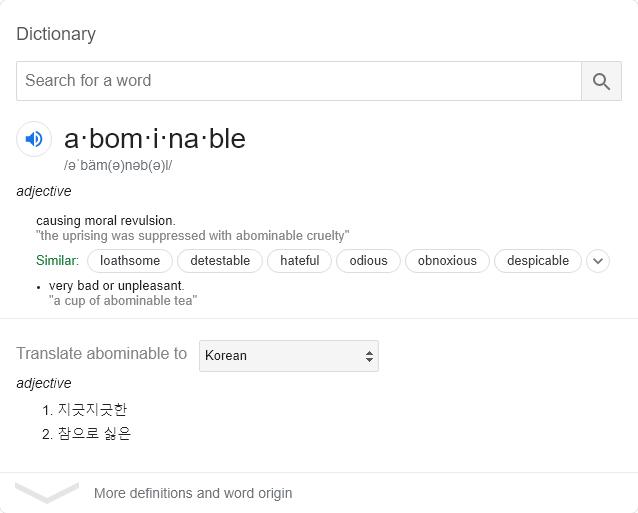 Dictionary
Search for a word
a·bom·i·na·ble
/əˈbäm(ə)nəb(ə)l/
adjective
causing moral revulsion.
"the uprising was suppressed with abominable cruelty"
Similar: loathsome detestable hateful odious obnoxious despicable
• very bad or unpleasant.
"a cup of abominable tea"
Translate abominable to Korean
adjective
1. 지긋지긋한
2. 참으로 싫은
More definitions and word origin